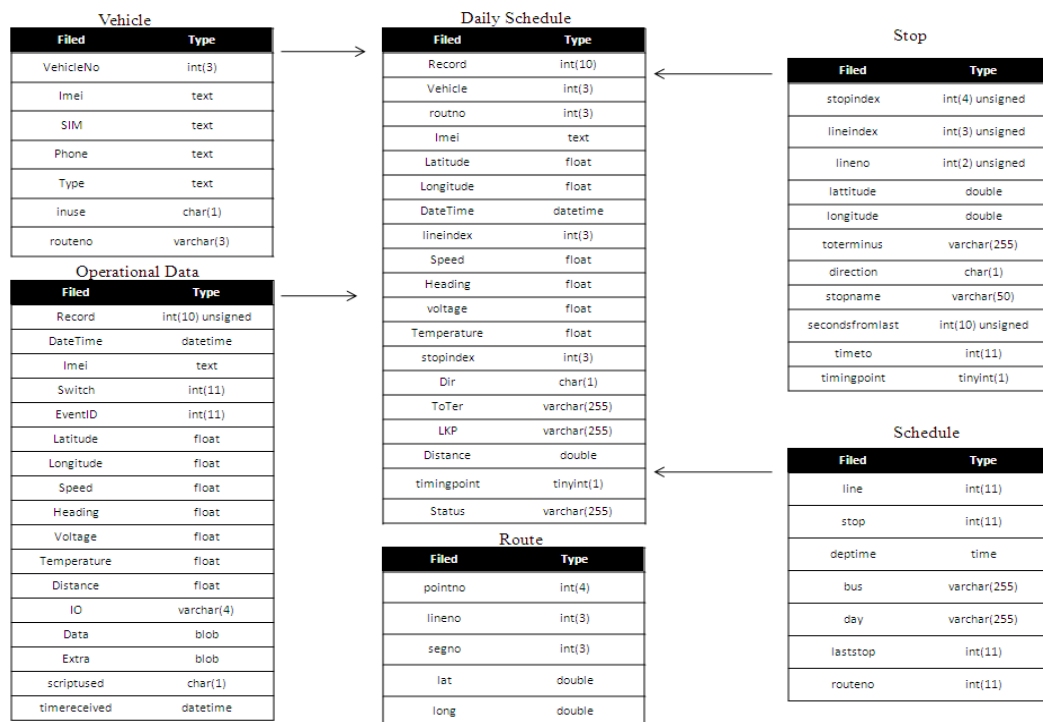 Vehicle
Filed Type
VehicleNo int(3)
Imei text
SIM text
Phone text
Type text
inuse char(1)
routeno varchar(3)
Operational Data
Filed Type
Record int(10) unsigned
DateTime datetime
Imei text
Switch int(11)
EventID int(11)
Latitude float
Longitude float
Speed float
Heading float
Voltage float
Temperature float
Distance float
IO varchar(4)
Data blob
Extra blob
scriptused char(1)
timereceived datetime
Daily Schedule
Filed Type
Record int(10)
Vehicle int(3)
routno int(3)
Imei text
Latitude float
Longitude float
DateTime datetime
lineindex int(3)
Speed float
Heading float
voltage float
Temperature float
stopindex int(3)
Dir char(1)
ToTer varchar(255)
LKP varchar(255)
Distance double
timingpoint tinyint(1)
Status varchar(255)
Route
Filed Type
pointno int(4)
lineno int(3)
segno int(3)
lat double
long double
Stop
Filed Type
stopindex int(4) unsigned
lineindex int(3) unsigned
lineno int(2) unsigned
lattitude double
longitude double
toterminus varchar(255)
direction char(1)
stopname varchar(50)
secondsfromlast int(10) unsigned
timeto int(11)
timingpoint tinyint(1)
Schedule
Filed Type
line int(11)
stop int(11)
deptime time
bus varchar(255)
day varchar(255)
laststop int(11)
routeno int(11)